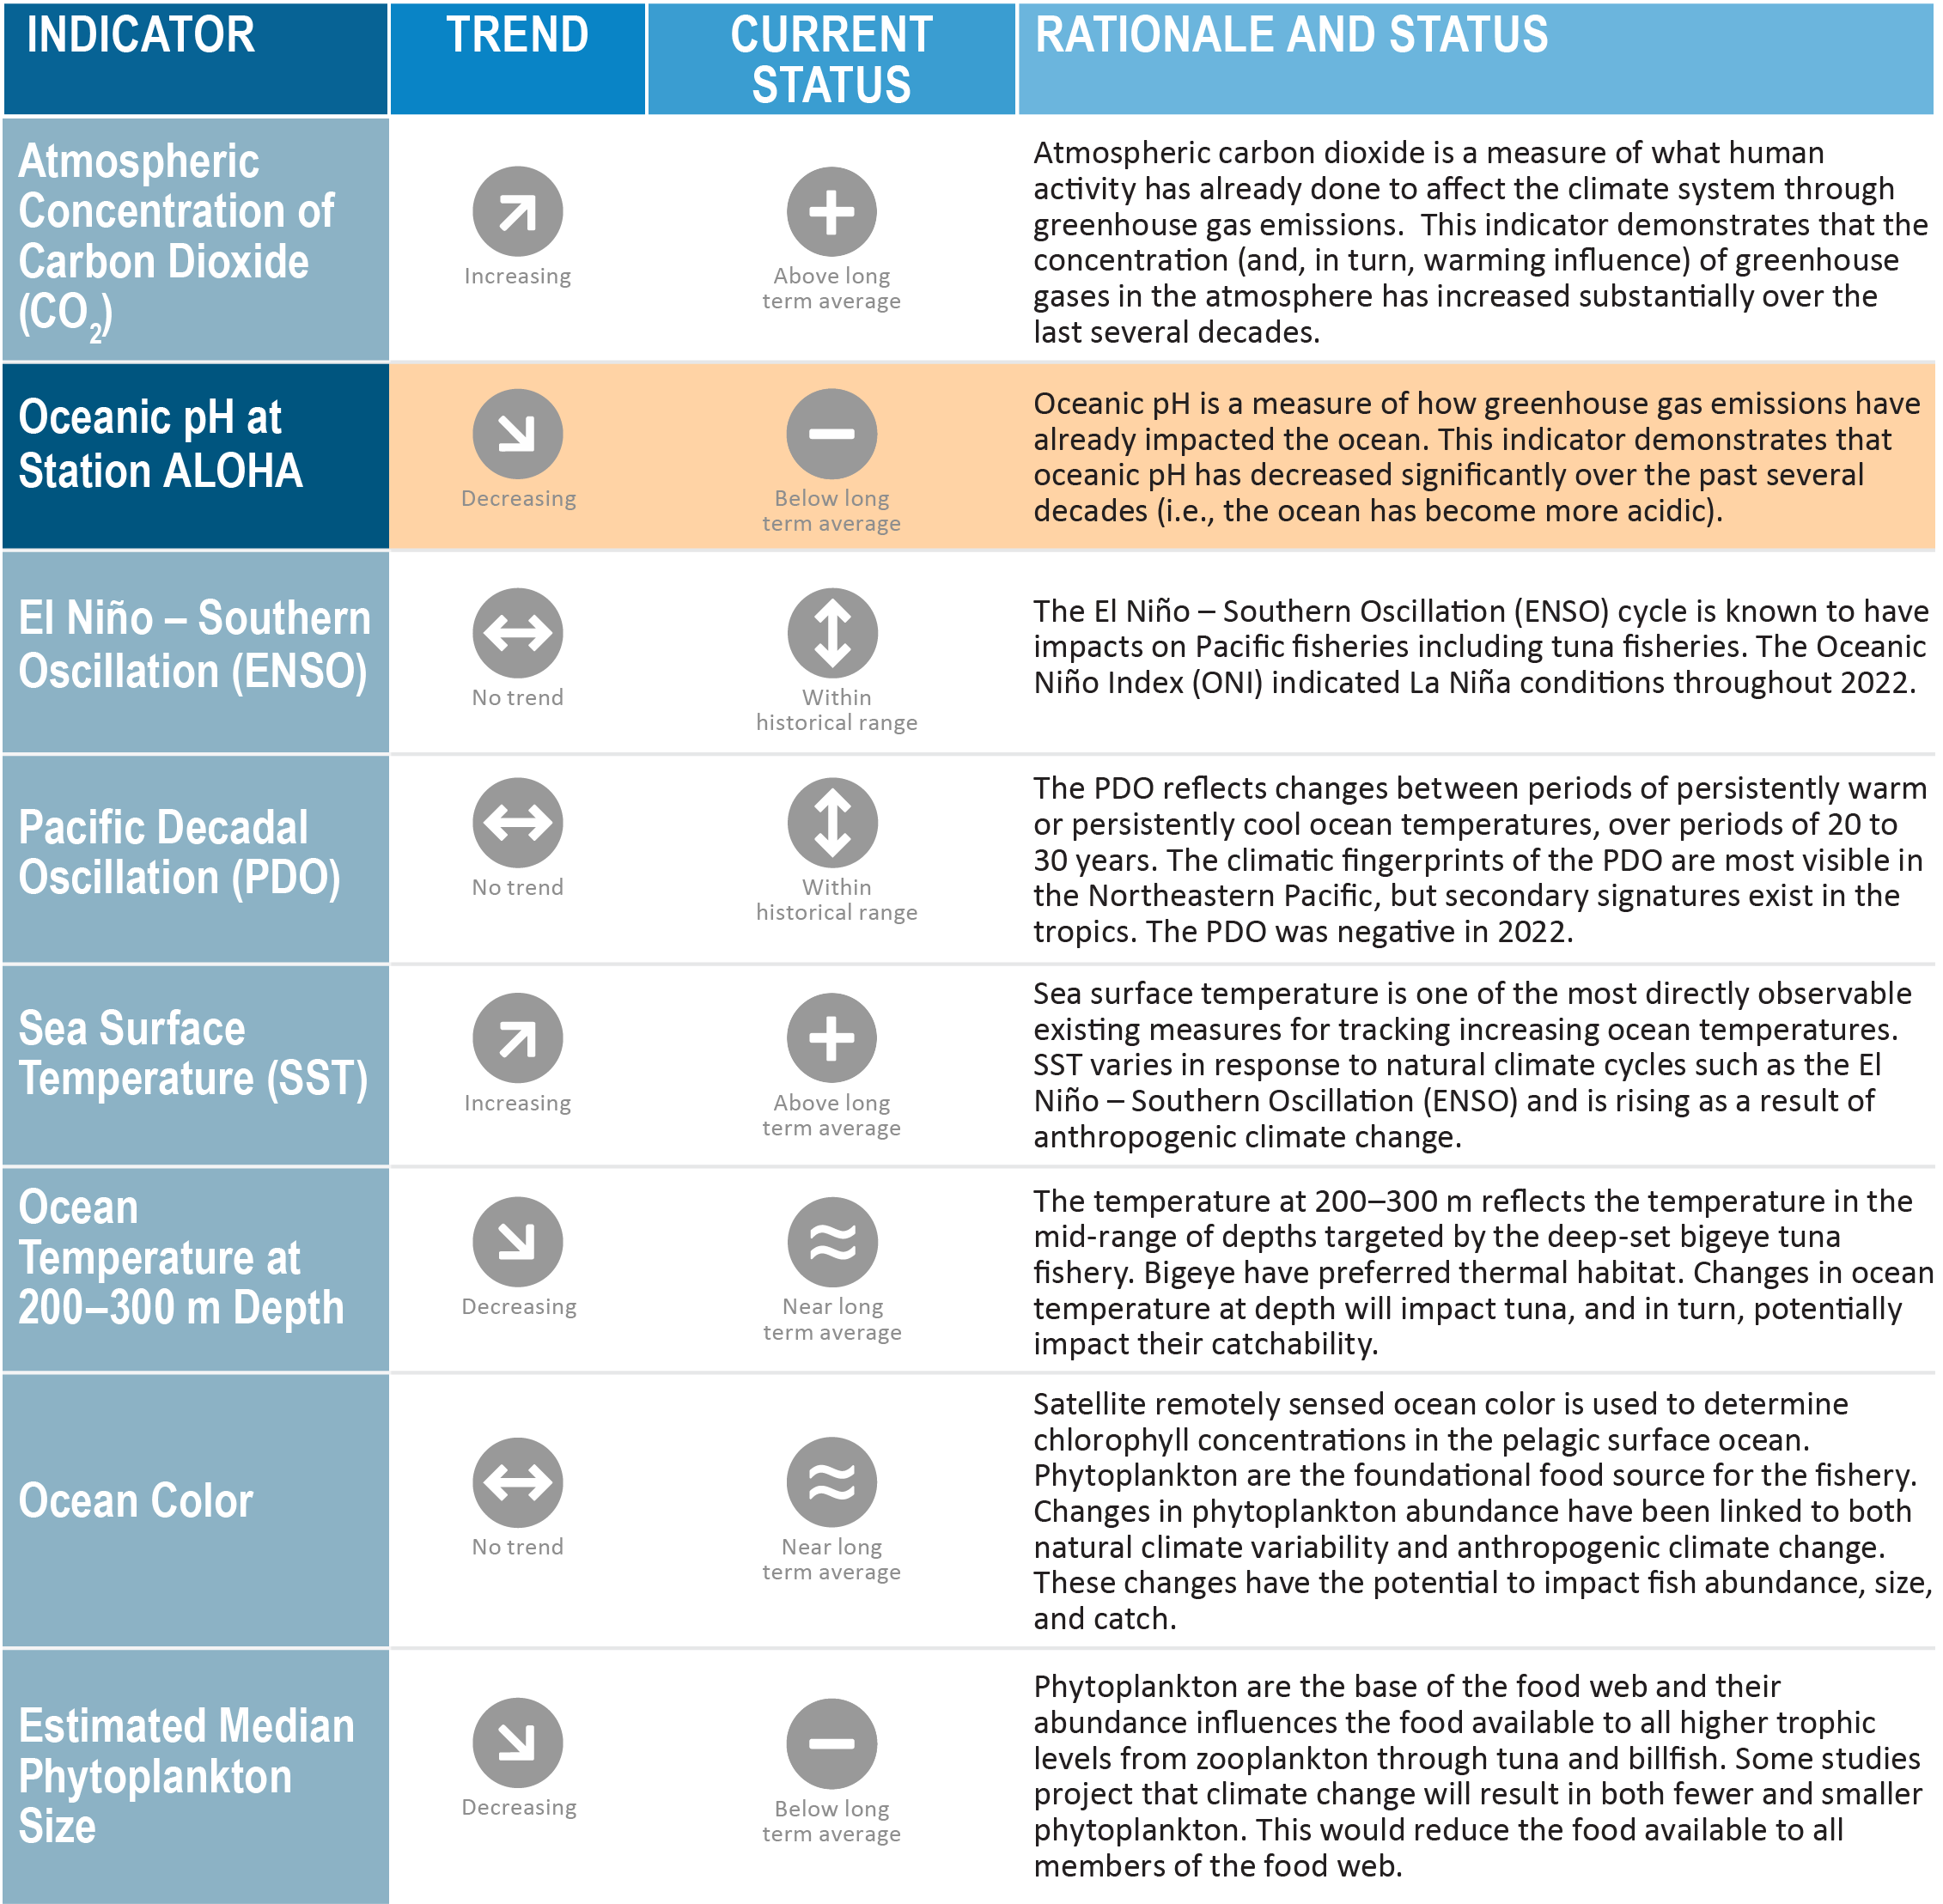 INDICATOR
TREND
CURRENT
STATUS
RATIONALE AND STATUS
Atmospheric
Concentration of
Carbon Dioxide
(CO2)
Increasing
Above long
term average
Atmospheric carbon dioxide is a measure of what human
activity has already done to affect the climate system through
greenhouse gas emissions.  This indicator demonstrates that the
concentration (and, in turn, warming influence) of greenhouse
gases in the atmosphere has increased substantially over the
last several decades.
Oceanic pH at
Station ALOHA
Decreasing
Below long
term average
Oceanic pH is a measure of how greenhouse gas emissions have
already impacted the ocean. This indicator demonstrates that
oceanic pH has decreased significantly over the past several
decades (i.e., the ocean has become more acidic).
El Niño – Southern
Oscillation (ENSO)
No trend
Within
historical range
The El Niño – Southern Oscillation (ENSO) cycle is known to have
impacts on Pacific fisheries including tuna fisheries. The Oceanic
Niño Index (ONI) indicated La Niña conditions throughout 2022.
Pacific Decadal
Oscillation (PDO)
No trend
Within
historical range
The PDO reflects changes between periods of persistently warm
or persistently cool ocean temperatures, over periods of 20 to
30 years. The climatic fingerprints of the PDO are most visible in
the Northeastern Pacific, but secondary signatures exist in the
tropics. The PDO was negative in 2022.
Sea Surface
Temperature (SST)
Increasing
Above long
term average
Sea surface temperature is one of the most directly observable
existing measures for tracking increasing ocean temperatures.
SST varies in response to natural climate cycles such as the El
Niño – Southern Oscillation (ENSO) and is rising as a result of
anthropogenic climate change.
Ocean
Temperature at
200–300 m Depth
Decreasing
Near long
term average
The temperature at 200–300 m reflects the temperature in the
mid-range of depths targeted by the deep-set bigeye tuna
fishery. Bigeye have preferred thermal habitat. Changes in ocean
temperature at depth will impact tuna, and in turn, potentially
impact their catchability.
Ocean Color
No trend
Near long
term average
Satellite remotely sensed ocean color is used to determine
chlorophyll concentrations in the pelagic surface ocean.
Phytoplankton are the foundational food source for the fishery.
Changes in phytoplankton abundance have been linked to both
natural climate variability and anthropogenic climate change.
These changes have the potential to impact fish abundance, size,
and catch.
Estimated Median
Phytoplankton
Size
Decreasing
Below long
term average
Phytoplankton are the base of the food web and their
abundance influences the food available to all higher trophic
levels from zooplankton through tuna and billfish. Some studies
project that climate change will result in both fewer and smaller
phytoplankton. This would reduce the food available to all
members of the food web.